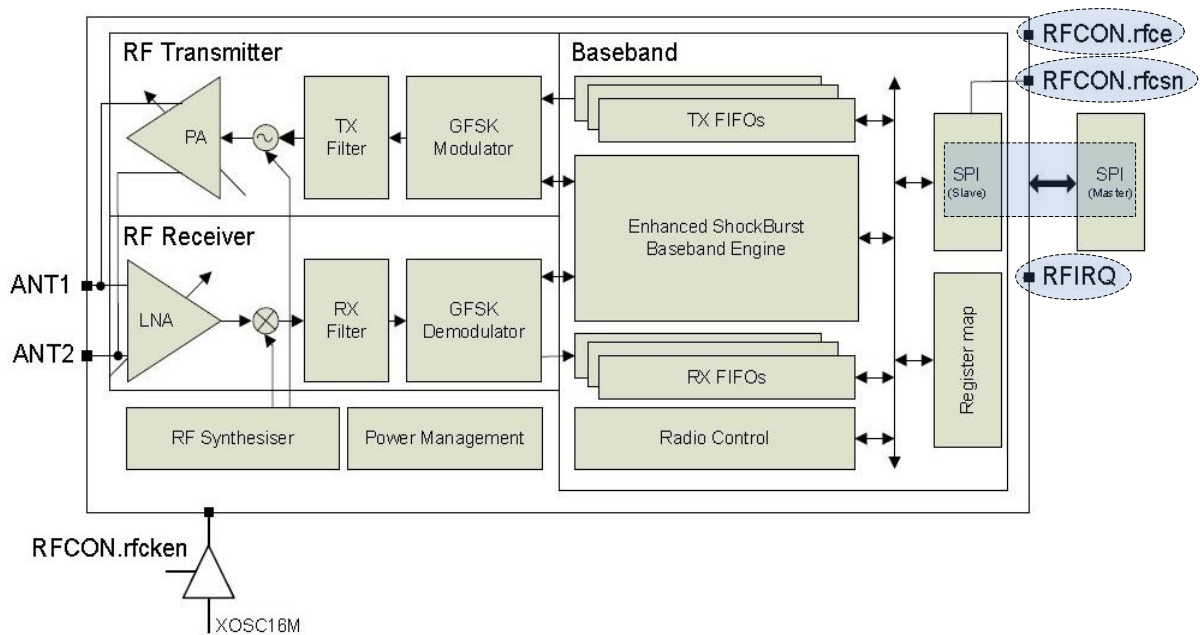 RF Transmitter
Baseband
RFCON.rfce
RFCON.rfcsn
PA
TX
Filter
GFSK
Modulator
TX FIFOs
SPI
(Slave)
SPI
(Master)
RF Receiver
Enhanced ShockBurst
Baseband Engine
RFIRQ
ANT1
ANT2
LNA
RX
Filter
GFSK
Demodulator
RX FIFOs
Register map
RF Synthesiser
Power Management
Radio Control
RFCON.rfcken
XOSC16M